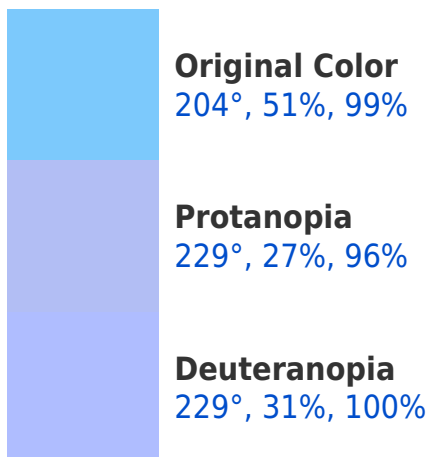 Original Color
204°, 51%, 99%
Protanopia
229°, 27%, 96%
Deuteranopia
229°, 31%, 100%